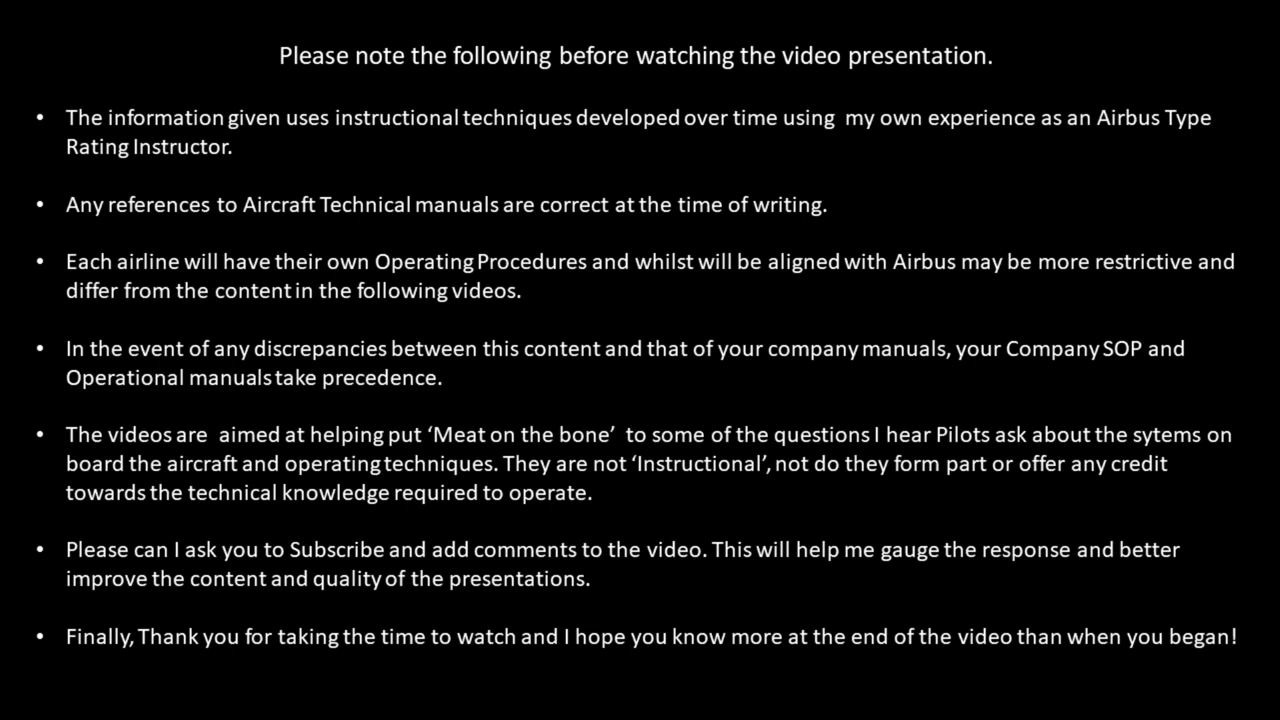 Please note the following before watching the video presentation.
• The information given uses instructional techniques developed over time using my own experience as an Airbus Type
Rating Instructor.
• Any references to Aircraft Technical manuals are correct at the time of writing.
• Each airline will have their own Operating Procedures and whilst will be aligned with Airbus may be more restrictive and
differ from the content in the following videos.
• In the event of any discrepancies between this content and that of your company manuals, your Company SOP and
Operational manuals take precedence.
• The videos are aimed at helping put ‘Meat on the bone’ to some of the questions I hear Pilots ask about the sytems on
board the aircraft and operating techniques. They are not ‘Instructional’, not do they form part or offer any credit
towards the technical knowledge required to operate.
• Please can I ask you to Subscribe and add comments to the video. This will help me gauge the response and better
improve the content and quality of the presentations.
• Finally, Thank you for taking the time to watch and I hope you know more at the end of the video than when you began!